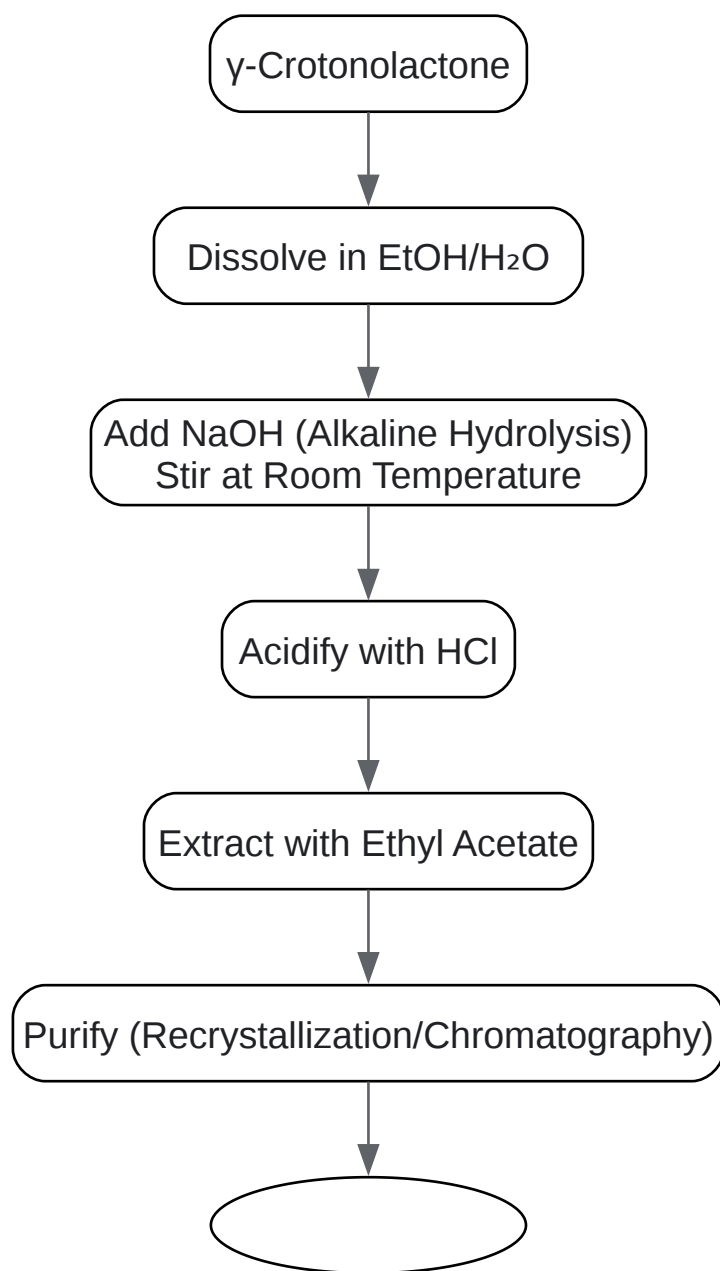 γ-Crotonolactone
Dissolve in EtOH/H₂O
Add NaOH (Alkaline Hydrolysis)
Stir at Room Temperature
Acidify with HCl
Extract with Ethyl Acetate
Purify (Recrystallization/Chromatography)